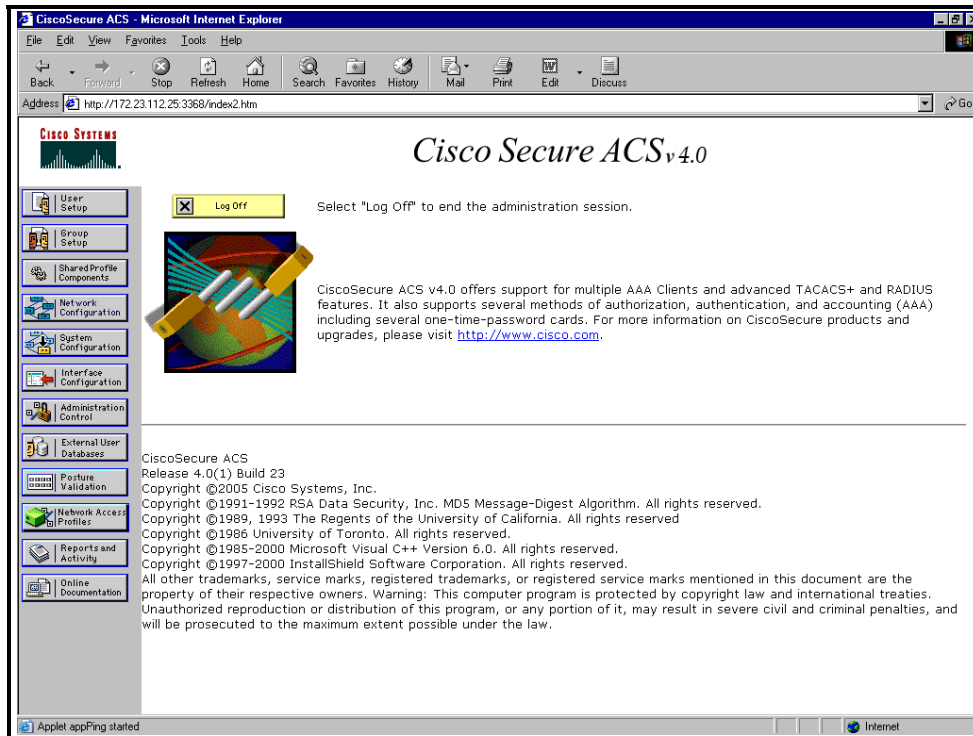 CiscoSecure ACS - Microsoft Internet Explorer
File Edit View Favorites Tools Help
Back Forward Stop Refresh Home Search Favorites History Mail Print Edit Discuss
Address http://172.23.112.25:3368/index2.htm Go
CISCO SYSTEMS
Cisco Secure ACS v 4.0
User Setup
Group Setup
Shared Profile Components
Network Configuration
System Configuration
Interface Configuration
Administration Control
External User Databases
Posture Validation
Network Access Profiles
Reports and Activity
Online Documentation
Log Off
Select "Log Off" to end the administration session.
CiscoSecure ACS v4.0 offers support for multiple AAA Clients and advanced TACACS+ and RADIUS
features. It also supports several methods of authorization, authentication, and accounting (AAA)
including several one-time-password cards. For more information on CiscoSecure products and
upgrades, please visit http://www.cisco.com.
CiscoSecure ACS
Release 4.0(1) Build 23
Copyright ©2005 Cisco Systems, Inc.
Copyright ©1991-1992 RSA Data Security, Inc. MD5 Message-Digest Algorithm. All rights reserved.
Copyright ©1989, 1993 The Regents of the University of California. All rights reserved
Copyright ©1986 University of Toronto. All rights reserved.
Copyright ©1985-2000 Microsoft Visual C++ Version 6.0. All rights reserved.
Copyright ©1997-2000 InstallShield Software Corporation. All rights reserved.
All other trademarks, service marks, registered trademarks, or registered service marks mentioned in this document are the
property of their respective owners. Warning: This computer program is protected by copyright law and international treaties.
Unauthorized reproduction or distribution of this program, or any portion of it, may result in severe civil and criminal penalties, and
will be prosecuted to the maximum extent possible under the law.
Applet appPing started
Internet